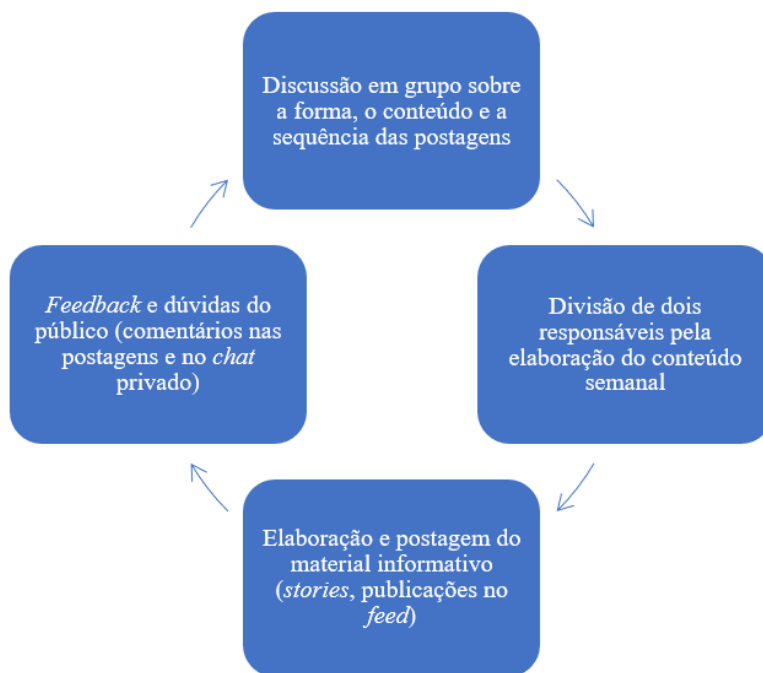 Discussão em grupo sobre
a forma, o conteúdo e a
sequência das postagens
Divisão de dois
responsáveis pela
elaboração do conteúdo
semanal
Elaboração e postagem do
material informativo
(stories, publicações no
feed)
Feedback e dúvidas do
público (comentários nas
postagens e no chat
privado)